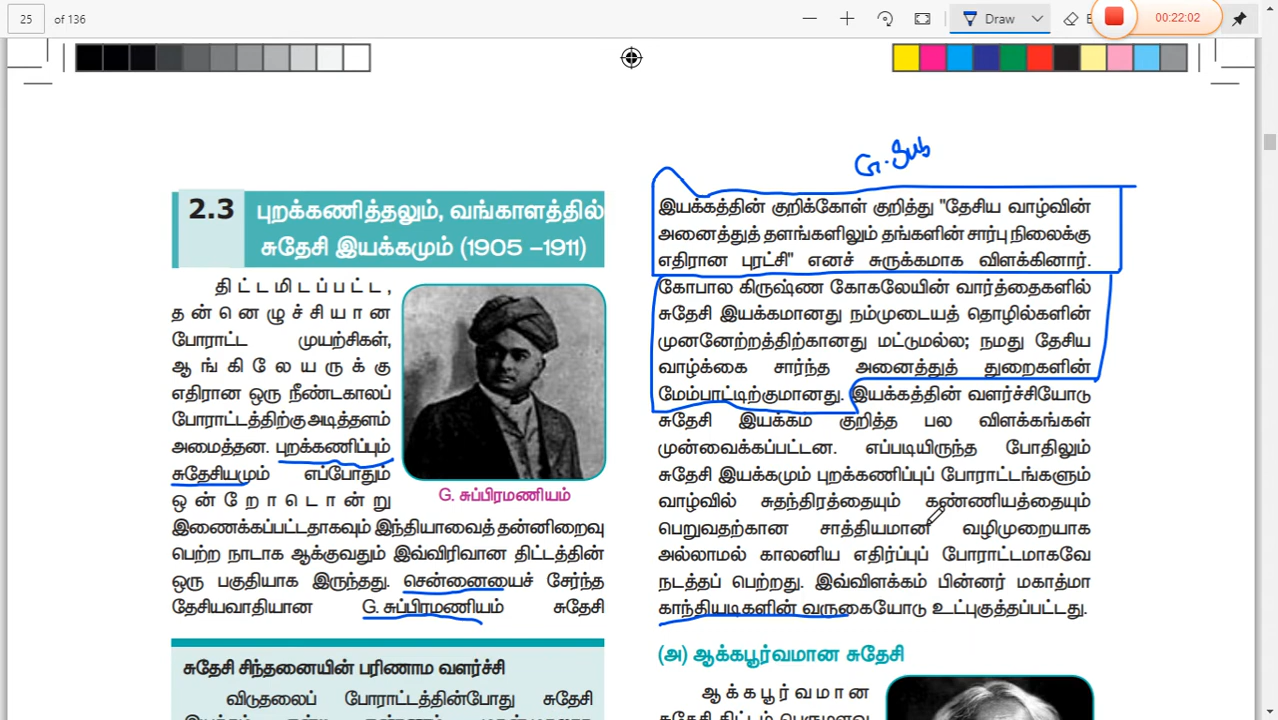 25 of 136
Draw
00:22:02
G. Sub
2.3 புறக்கணித்தலும், வங்காளத்தில்
சுதேசி இயக்கமும் (1905 –1911)
திட்டமிடப்பட்ட,
தன்னெழுச்சியான
போராட்ட முயற்சிகள்,
ஆங்கிலேயருக்கு
எதிரான ஒரு நீண்டகாலப்
போராட்டத்திற்கு அடித்தளம்
அமைத்தன. புறக்கணிப்பும்
சுதேசியமும் எப்போதும்
ஒன்றோடொன்று
G. சுப்பிரமணியம்
இணைக்கப்பட்டதாகவும் இந்தியாவைத் தன்னிறைவு
பெற்ற நாடாக ஆக்குவதும் இவ்விரிவான திட்டத்தின்
ஒரு பகுதியாக இருந்தது. சென்னையைச் சேர்ந்த
தேசியவாதியான G. சுப்பிரமணியம் சுதேசி
சுதேசி சிந்தனையின் பரிணாம வளர்ச்சி
விடுதலைப் போராட்டத்தின்போது சுதேசி
இயக்கத்தின் குறிக்கோள் குறித்து "தேசிய வாழ்வின்
அனைத்துத் தளங்களிலும் தங்களின் சார்பு நிலைக்கு
எதிரான புரட்சி" எனச் சுருக்கமாக விளக்கினார்.
கோபால கிருஷ்ண கோகலேயின் வார்த்தைகளில்
சுதேசி இயக்கமானது நம்முடையத் தொழில்களின்
முனனேற்றத்திற்கானது மட்டுமல்ல; நமது தேசிய
வாழ்க்கை சார்ந்த அனைத்துத் துறைகளின்
மேம்பாட்டிற்குமானது. இயக்கத்தின் வளர்ச்சியோடு
சுதேசி இயக்கம் குறித்த பல விளக்கங்கள்
முன்வைக்கப்பட்டன. எப்படியிருந்த போதிலும்
சுதேசி இயக்கமும் புறக்கணிப்புப் போராட்டங்களும்
வாழ்வில் சுதந்திரத்தையும் கண்ணியத்தையும்
பெறுவதற்கான சாத்தியமான வழிமுறையாக
அல்லாமல் காலனிய எதிர்ப்புப் போராட்டமாகவே
நடத்தப் பெற்றது. இவ்விளக்கம் பின்னர் மகாத்மா
காந்தியடிகளின் வருகையோடு உட்புகுத்தப்பட்டது.
(அ) ஆக்கபூர்வமான சுதேசி
ஆக்கபூர்வமான